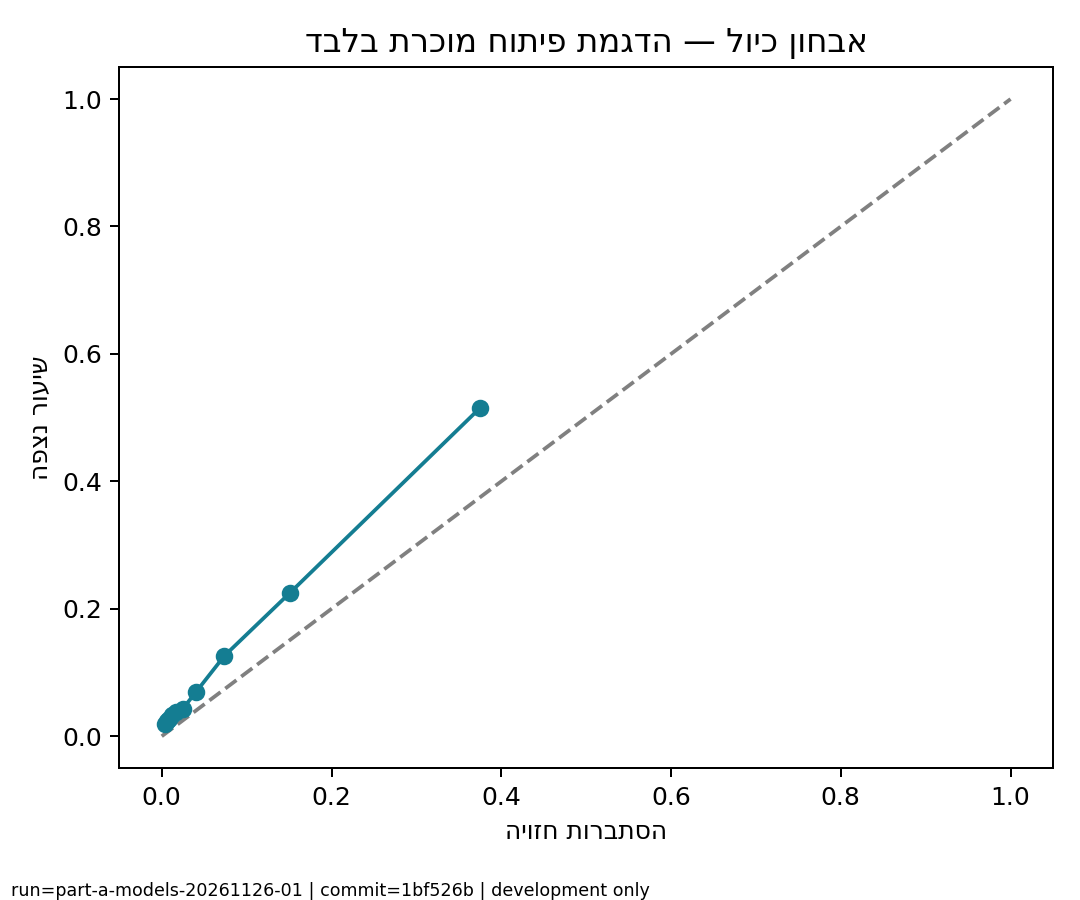 אבחון כיול — הדגמת פיתוח מוכרת בלבד
1.0
0.8
0.6
0.4
0.2
0.0
שיעור נצפה
0.0 0.2 0.4 0.6 0.8 1.0
הסתברות חזויה
run=part-a-models-20261126-01 | commit=1bf526b | development only